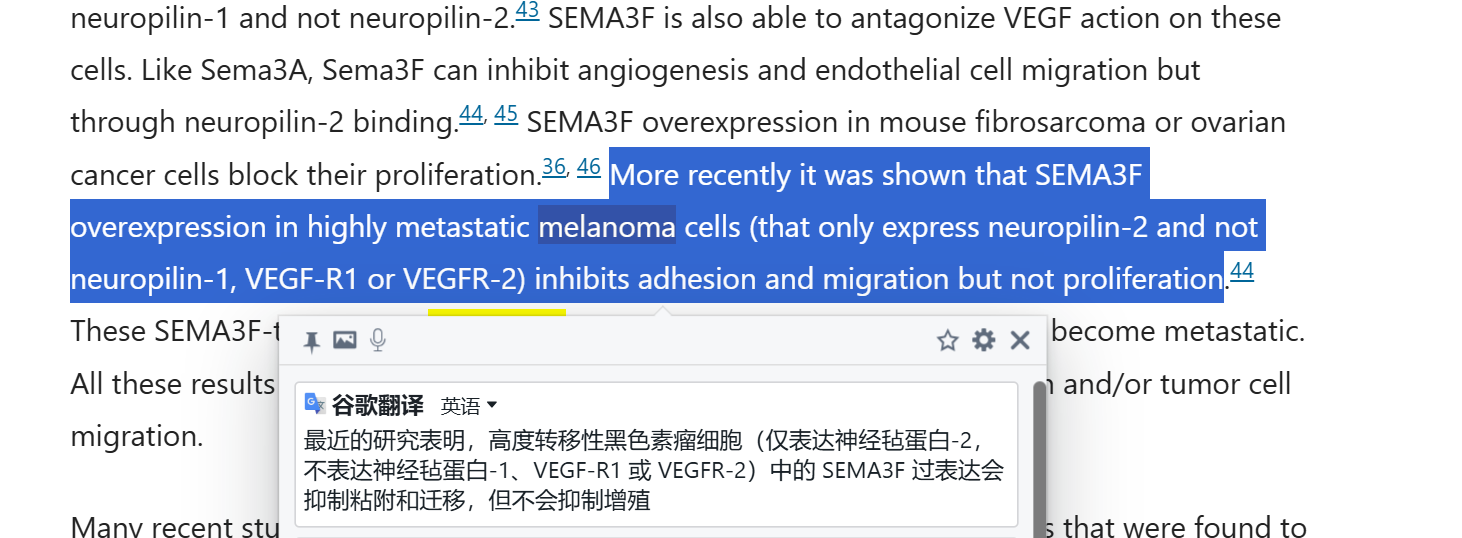 neuropilin-1 and not neuropilin-2.43 SEMA3F is also able to antagonize VEGF action on these
cells. Like Sema3A, Sema3F can inhibit angiogenesis and endothelial cell migration but
through neuropilin-2 binding.44, 45 SEMA3F overexpression in mouse fibrosarcoma or ovarian
cancer cells block their proliferation.36, 46 More recently it was shown that SEMA3F
overexpression in highly metastatic melanoma cells (that only express neuropilin-2 and not
neuropilin-1, VEGF-R1 or VEGFR-2) inhibits adhesion and migration but not proliferation.44
These SEMA3F-t become metastatic.
All these results and/or tumor cell
migration.
谷歌翻译 英语
最近的研究表明，高度转移性黑色素瘤细胞（仅表达神经毡蛋白-2，
不表达神经毡蛋白-1、VEGF-R1 或 VEGFR-2）中的 SEMA3F 过表达会
抑制粘附和迁移，但不会抑制增殖
Many recent stu s that were found to